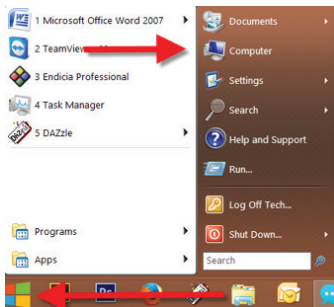 1 Microsoft Office Word 2007
2 TeamView
3 Endicia Professional
4 Task Manager
5 DAZzle
Programs
Apps
Documents
Computer
Settings
Search
Help and Support
Run...
Log Off Tech...
Shut Down...
Search